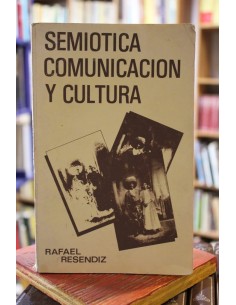 SEMIOTICA
COMUNICACION
Y CULTURA
RAFAEL
RESENDIZ